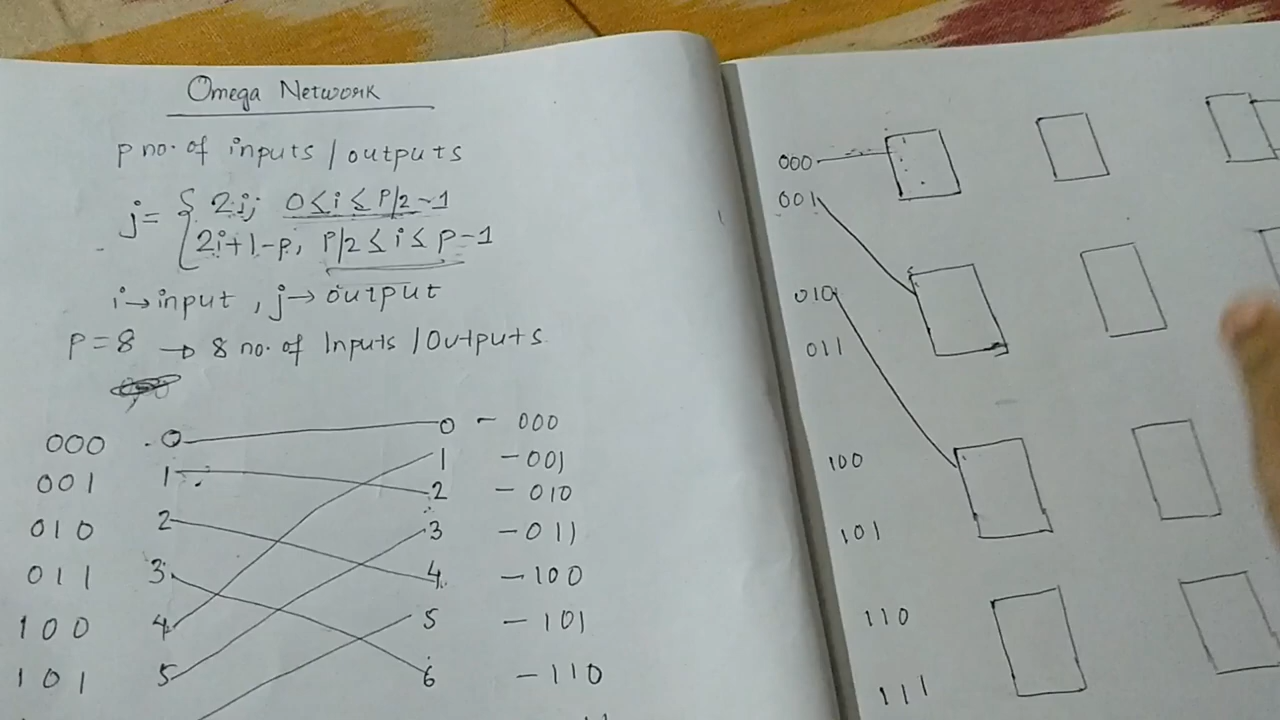 Omega Network
p no. of inputs / outputs
j = { 2i; 0 ≤ i ≤ P/2 - 1
2i+1-p, P/2 ≤ i ≤ p-1
i → input, j → output
P = 8 → 8 no. of Inputs / Outputs
000 0 0 - 000
001 1 1 - 001
010 2 2 - 010
011 3 3 - 011
100 4 4 - 100
101 5 5 - 101
6 - 110
000
001
010
011
100
101
110
111